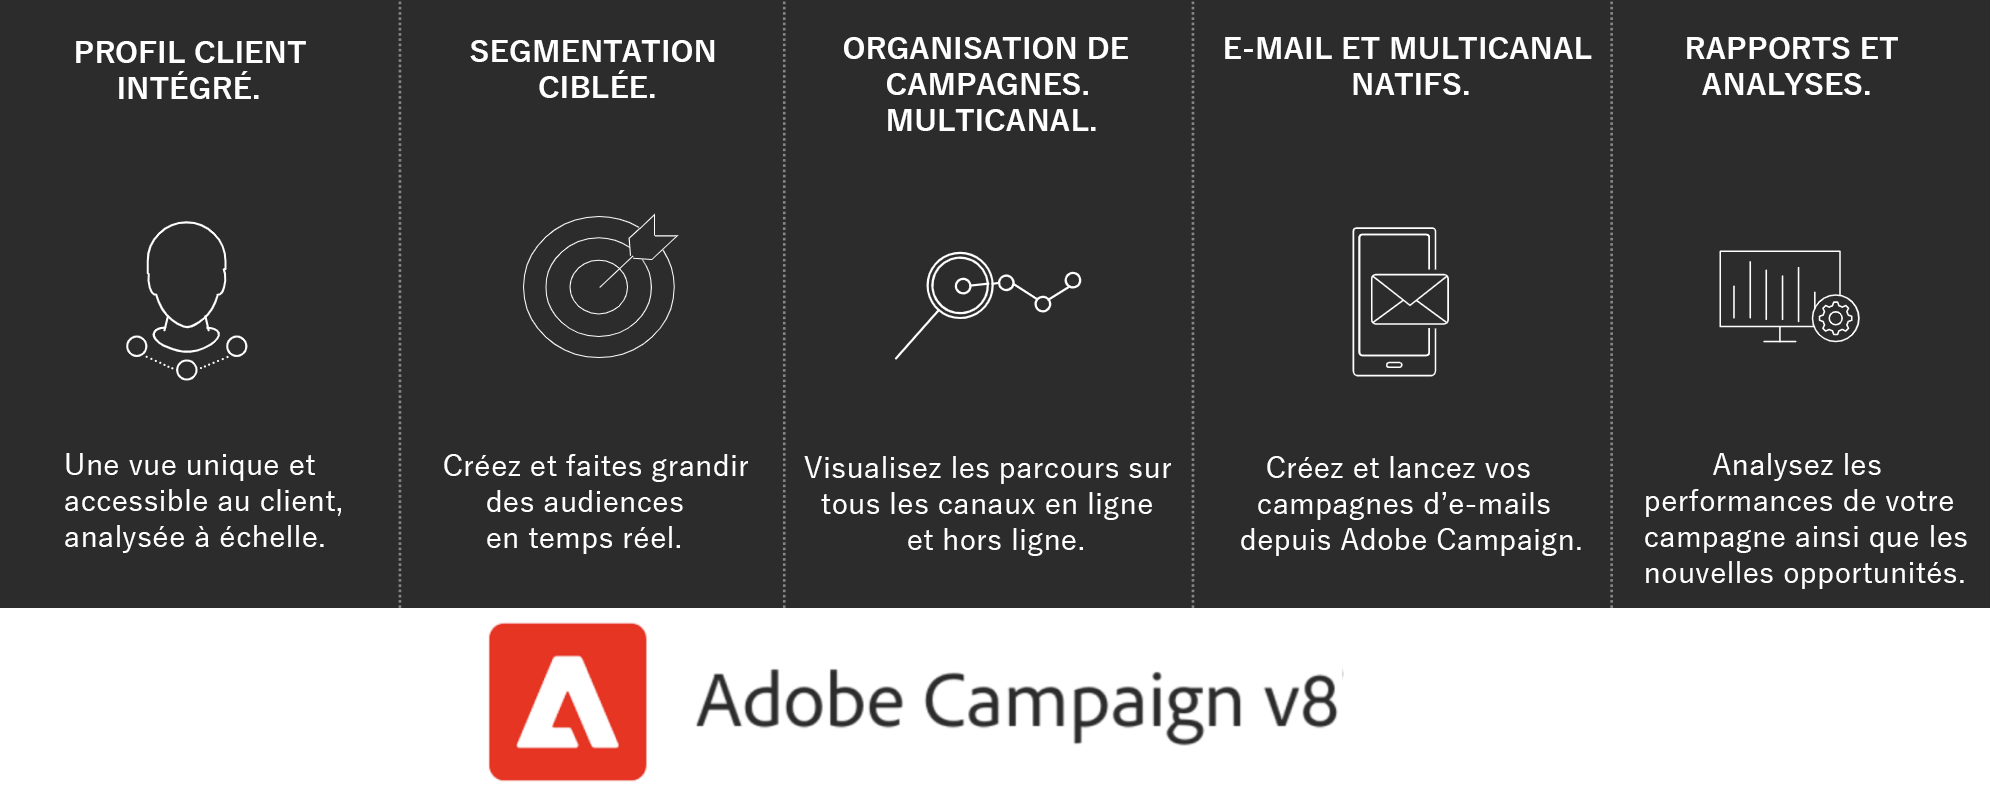 PROFIL CLIENT
INTÉGRÉ.
Une vue unique et
accessible au client,
analysée à échelle.
SEGMENTATION
CIBLÉE.
Créez et faites grandir
des audiences
en temps réel.
ORGANISATION DE
CAMPAGNES.
MULTICANAL.
Visualisez les parcours sur
tous les canaux en ligne
et hors ligne.
E-MAIL ET MULTICANAL
NATIFS.
Créez et lancez vos
campagnes d’e-mails
depuis Adobe Campaign.
RAPPORTS ET
ANALYSES.
Analysez les
performances de votre
campagne ainsi que les
nouvelles opportunités.
Adobe Campaign v8